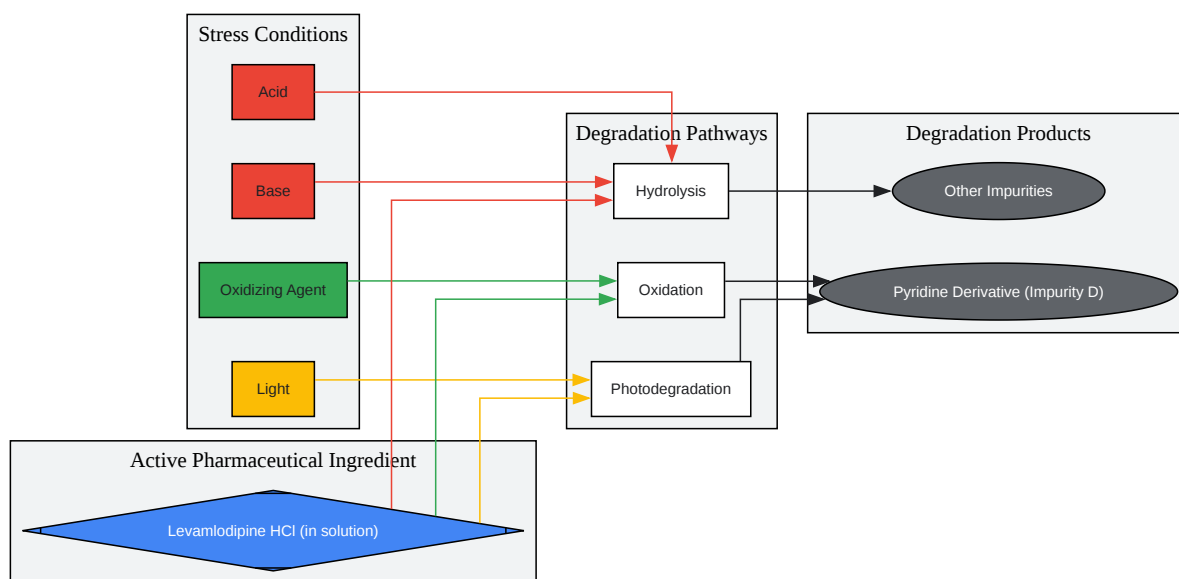 Stress Conditions
Acid
Base
Oxidizing Agent
Light
Degradation Pathways
Hydrolysis
Oxidation
Photodegradation
Degradation Products
Other Impurities
Pyridine Derivative (Impurity D)
Active Pharmaceutical Ingredient
Levamlodipine HCl (in solution)